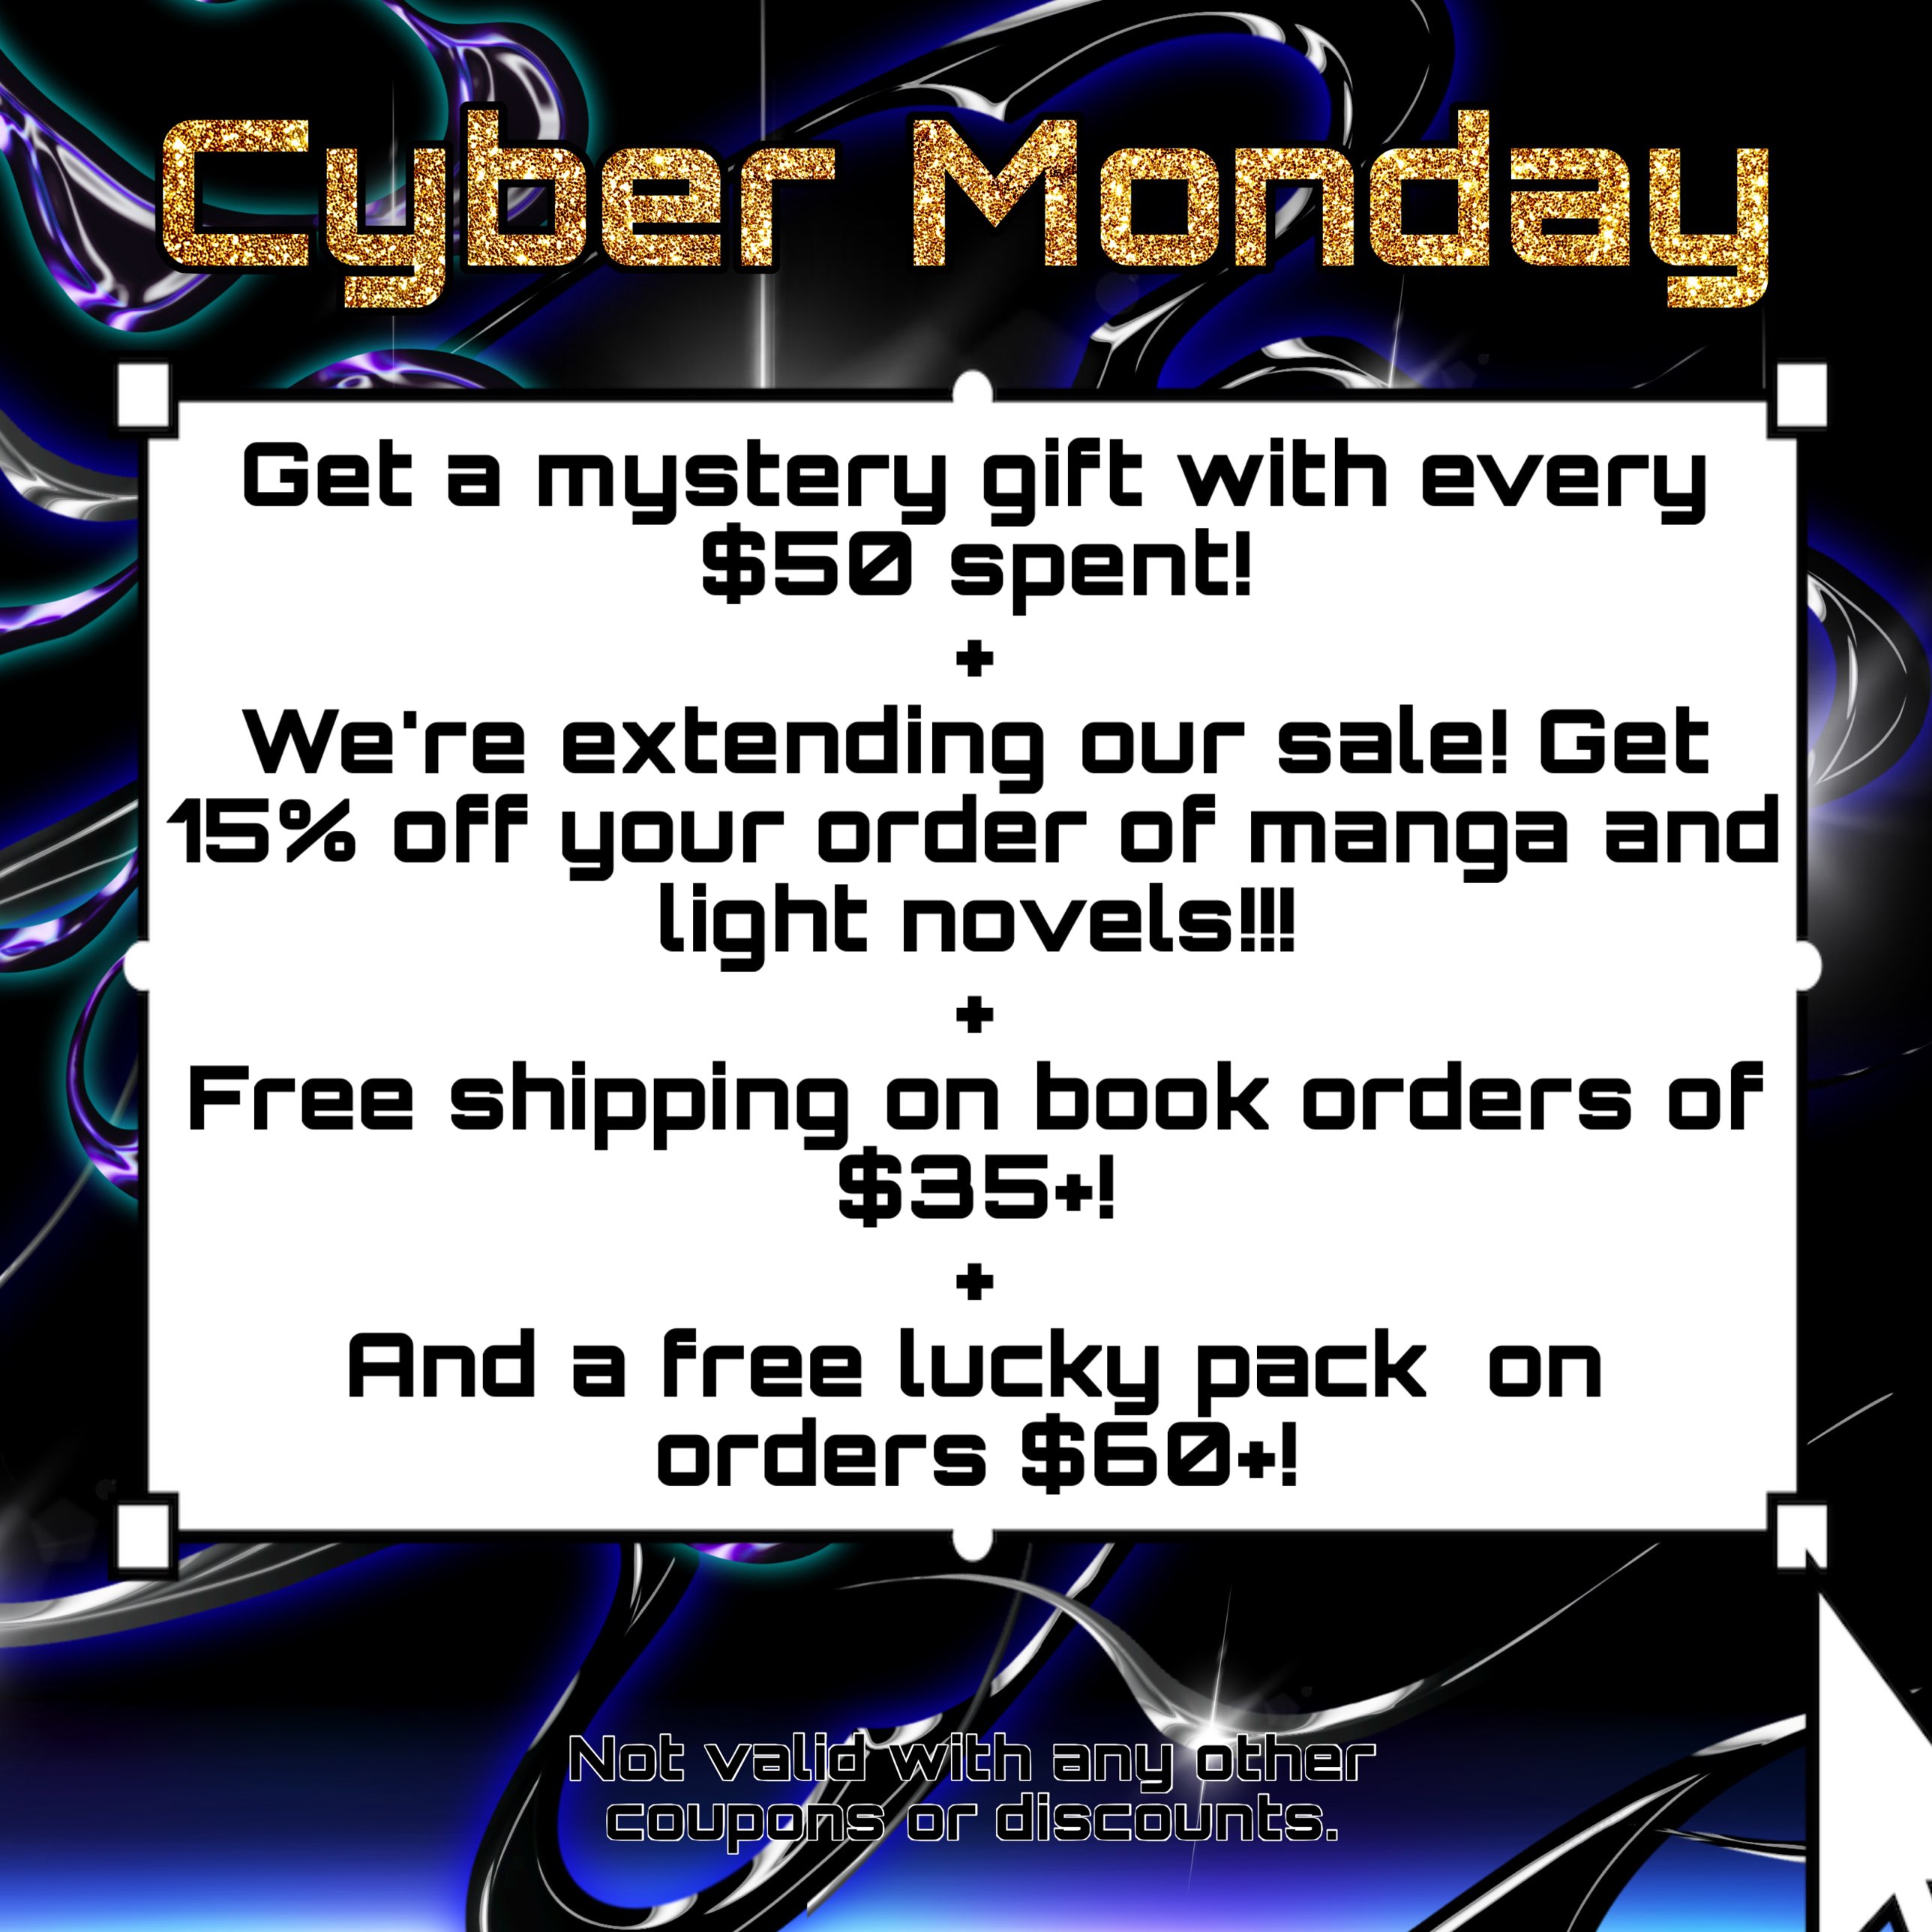 Cyber Monday
Get a mystery gift with every
$50 spent!
+
We're extending our sale! Get
15% off your order of manga and
light novels!!!
+
Free shipping on book orders of
$35+!
+
And a free lucky pack  on
orders $60+!
Not valid with any other
coupons or discounts.